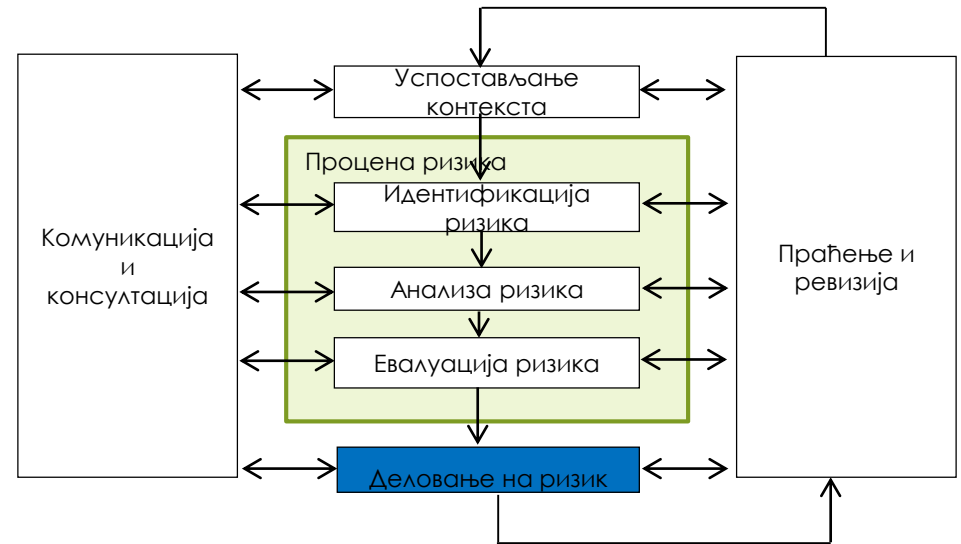 Успостављање
контекста
Процена ризика
Идентификација
ризика
Комуникација
и
консултација
Праћење и
ревизија
Анализа ризика
Евалуација ризика
Деловање на ризик